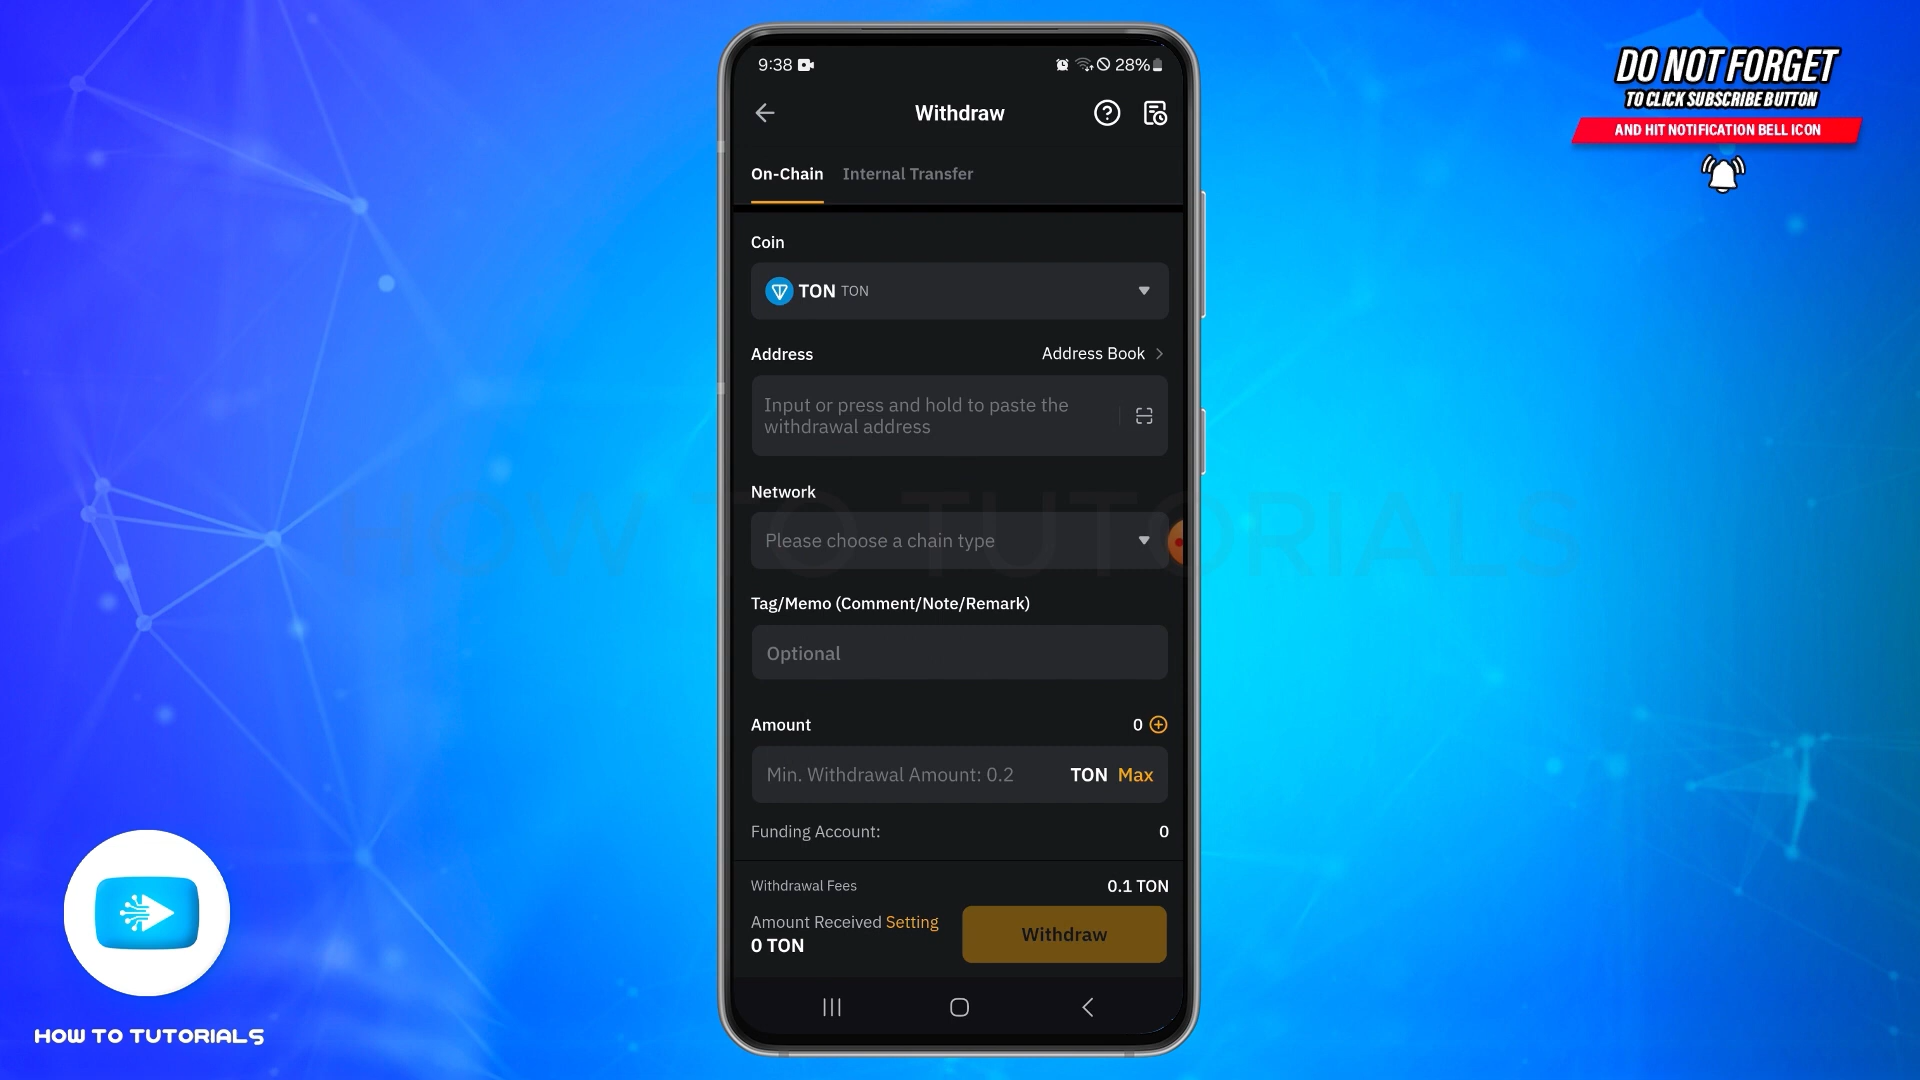 9:38
28%
Withdraw
On-Chain Internal Transfer
Coin
TON TON
Address
Address Book
Input or press and hold to paste the
withdrawal address
Network
Please choose a chain type
Tag/Memo (Comment/Note/Remark)
Optional
Amount
0
Min. Withdrawal Amount: 0.2
TON Max
Funding Account:
0
Withdrawal Fees
0.1 TON
Amount Received Setting
0 TON
Withdraw
DO NOT FORGET
TO CLICK SUBSCRIBE BUTTON
AND HIT NOTIFICATION BELL ICON
HOW TO TUTORIALS
HOW TO TUTORIALS